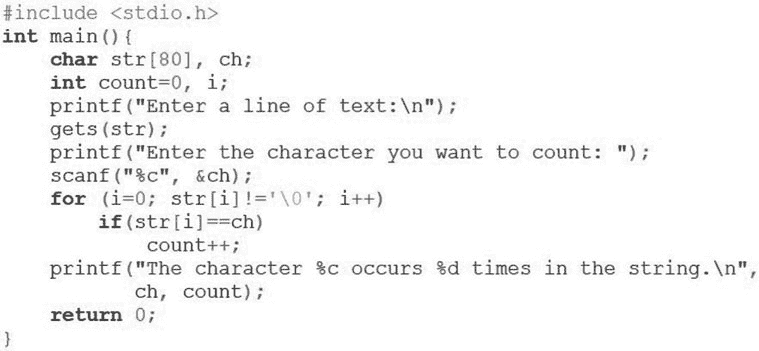 #include <stdio.h>
int main(){
    char str[80], ch;
    int count=0, i;
    printf("Enter a line of text:\n");
    gets(str);
    printf("Enter the character you want to count: ");
    scanf("%c", &ch);
    for (i=0; str[i]!='\0'; i++)
        if(str[i]==ch)
            count++;
    printf("The character %c occurs %d times in the string.\n",
           ch, count);
    return 0;
}